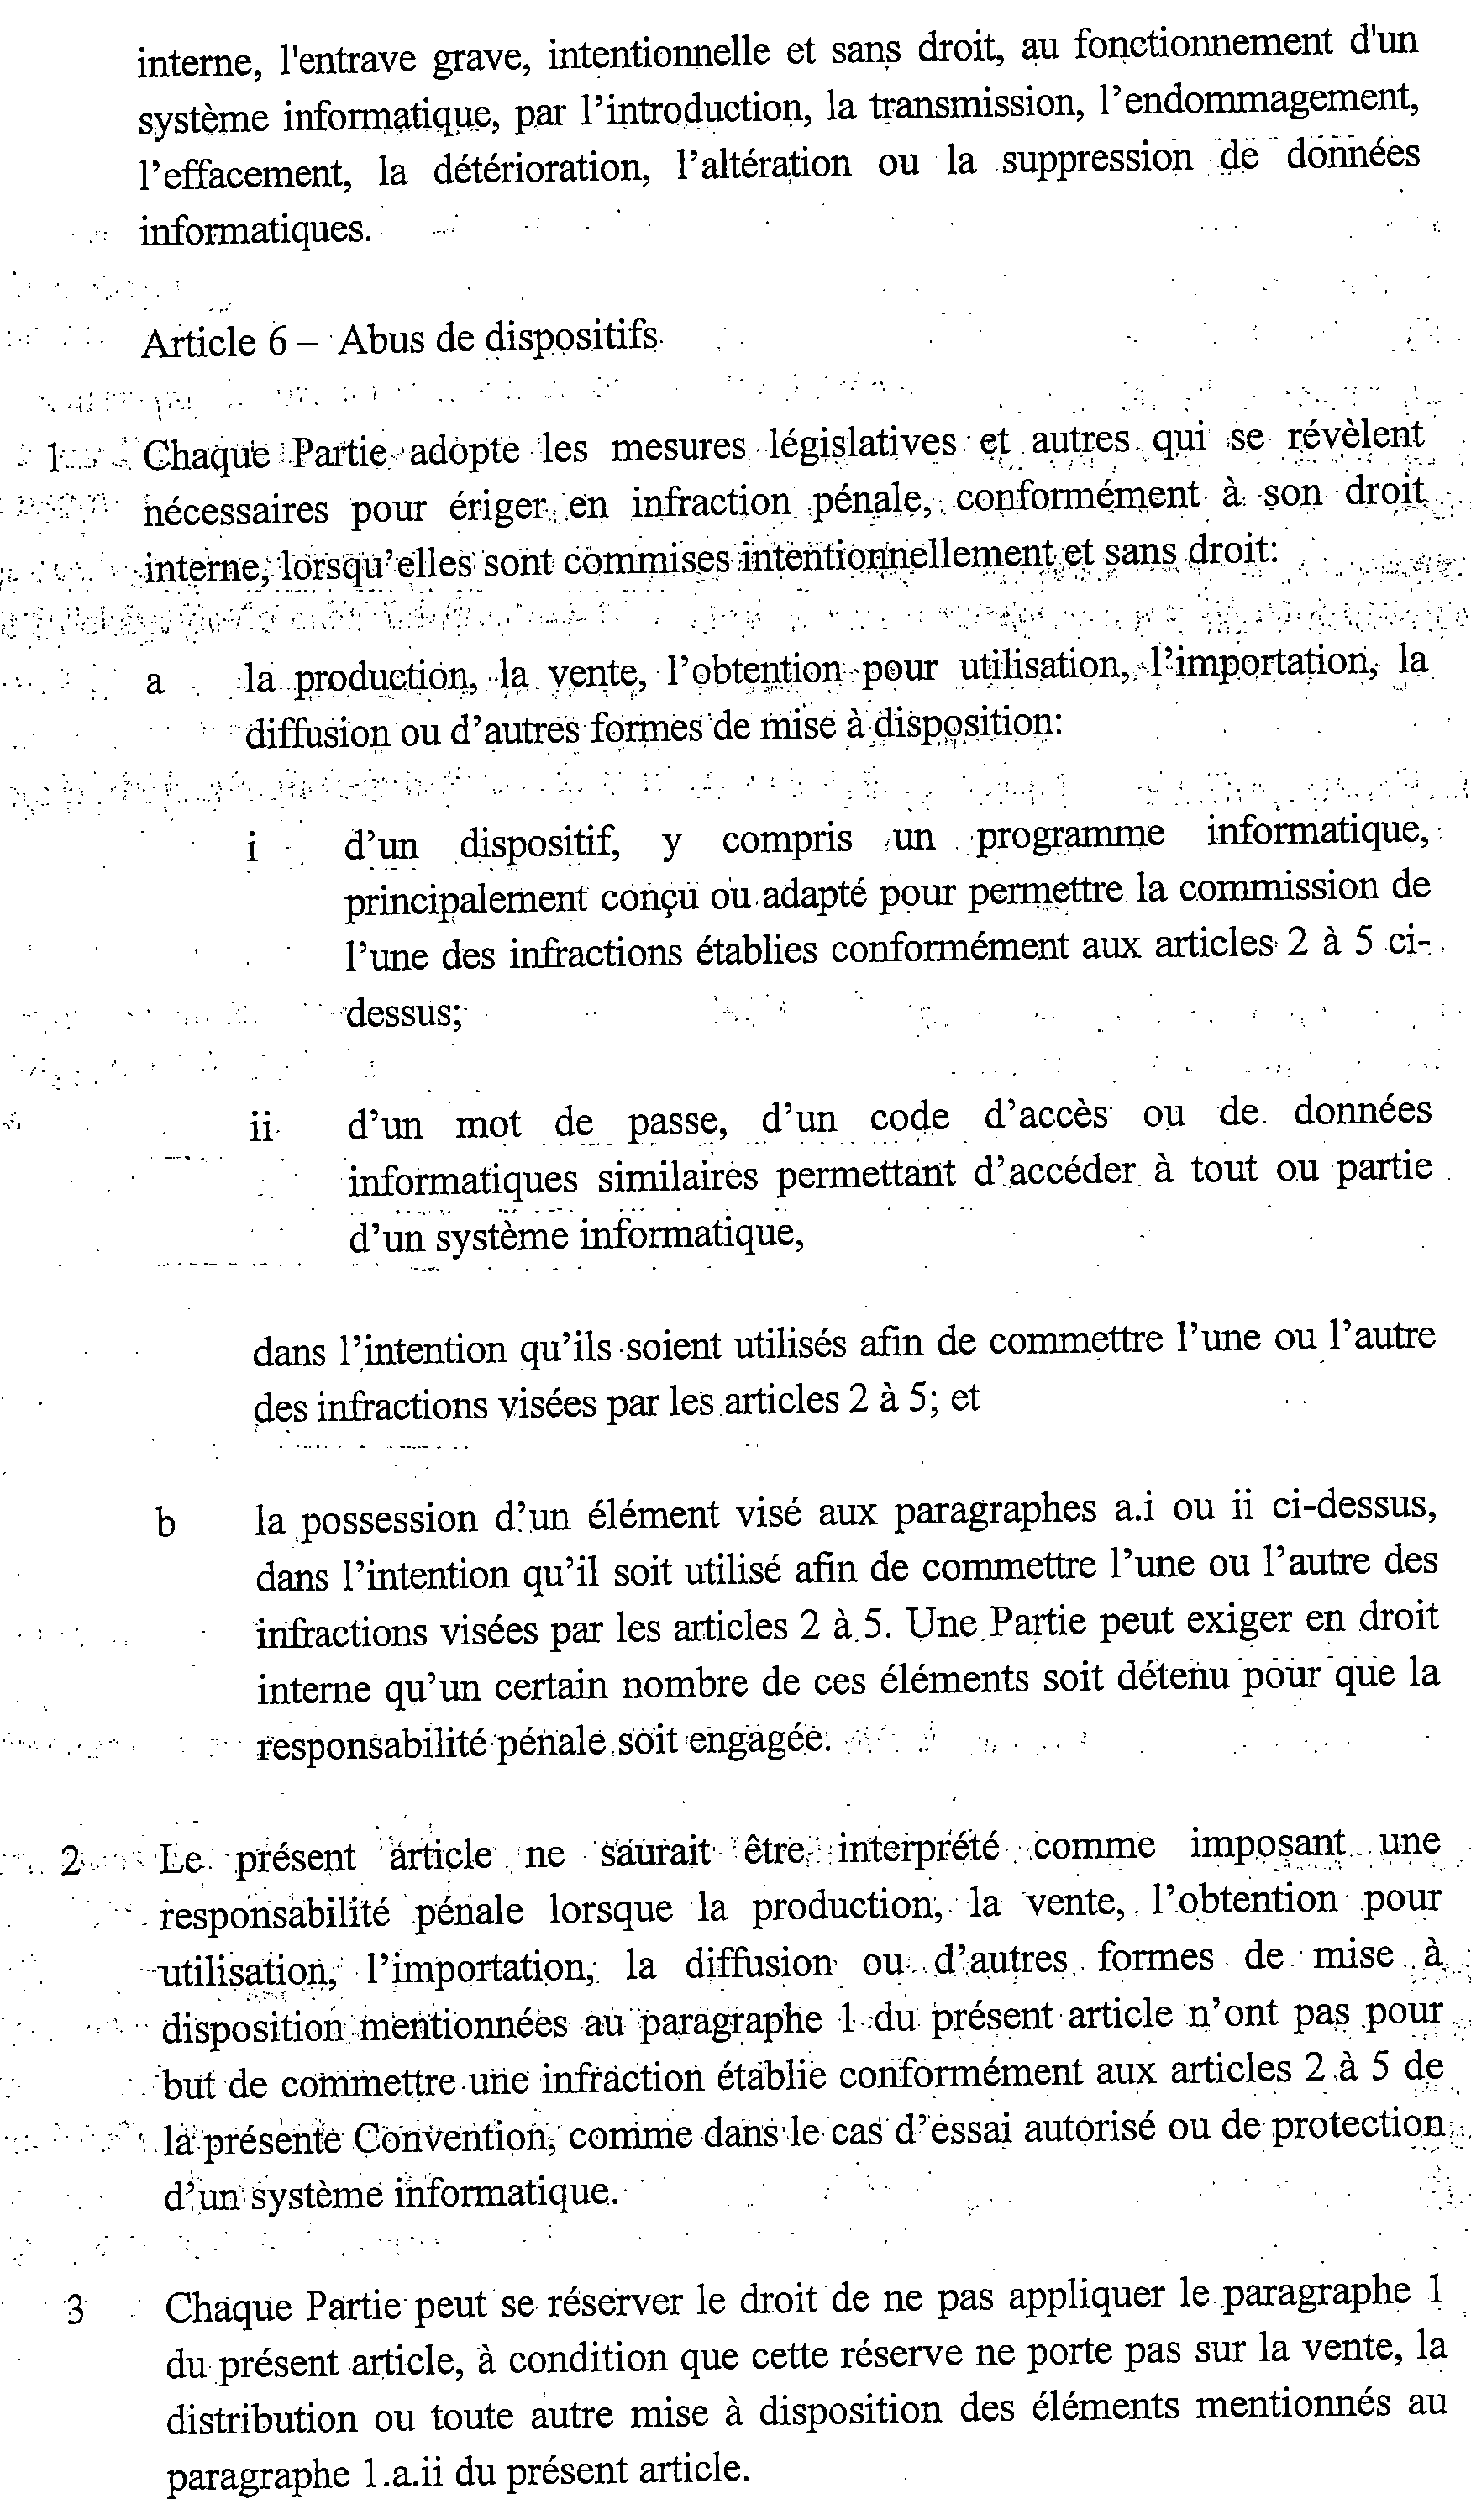 interne, l'entrave grave, intentionnelle et sans droit, au fonctionnement d'un
système informatique, par l’introduction, la transmission, l’endommagement,
l’effacement, la détérioration, l’altération ou la suppression de données
informatiques.
Article 6 – Abus de dispositifs
1 Chaque Partie adopte les mesures législatives et autres qui se révèlent
nécessaires pour ériger en infraction pénale, conformément à son droit
interne, lorsqu’elles sont commises intentionnellement et sans droit:
a la production, la vente, l’obtention pour utilisation, l’importation, la
diffusion ou d’autres formes de mise à disposition:
i d’un dispositif, y compris un programme informatique,
principalement conçu ou adapté pour permettre la commission de
l’une des infractions établies conformément aux articles 2 à 5 ci-
dessus;
ii d’un mot de passe, d’un code d’accès ou de données
informatiques similaires permettant d’accéder à tout ou partie
d’un système informatique,
dans l’intention qu’ils soient utilisés afin de commettre l’une ou l’autre
des infractions visées par les articles 2 à 5; et
b la possession d’un élément visé aux paragraphes a.i ou ii ci-dessus,
dans l’intention qu’il soit utilisé afin de commettre l’une ou l’autre des
infractions visées par les articles 2 à 5. Une Partie peut exiger en droit
interne qu’un certain nombre de ces éléments soit détenu pour que la
responsabilité pénale soit engagée.
2 Le présent article ne saurait être interprété comme imposant une
responsabilité pénale lorsque la production, la vente, l’obtention pour
utilisation, l’importation, la diffusion ou d’autres formes de mise à
disposition mentionnées au paragraphe 1 du présent article n’ont pas pour
but de commettre une infraction établie conformément aux articles 2 à 5 de
la présente Convention, comme dans le cas d’essai autorisé ou de protection
d’un système informatique.
3 Chaque Partie peut se réserver le droit de ne pas appliquer le paragraphe 1
du présent article, à condition que cette réserve ne porte pas sur la vente, la
distribution ou toute autre mise à disposition des éléments mentionnés au
paragraphe 1.a.ii du présent article.